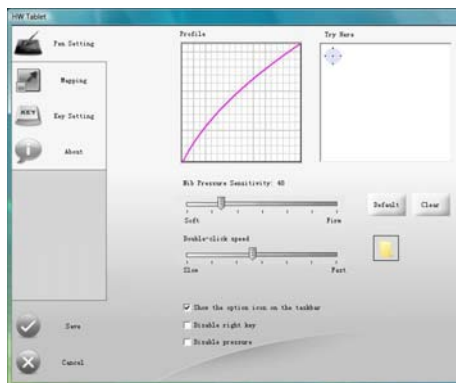 HW Tablet
Pen Setting
Mapping
KEY
Key Setting
About
Profile
Try Here
Nib Pressure Sensitivity: 40
Soft
Firm
Default
Clear
Double-click speed
Slow
Fast
Show the option icon on the taskbar
Disable right key
Disable pressure
Save
Cancel